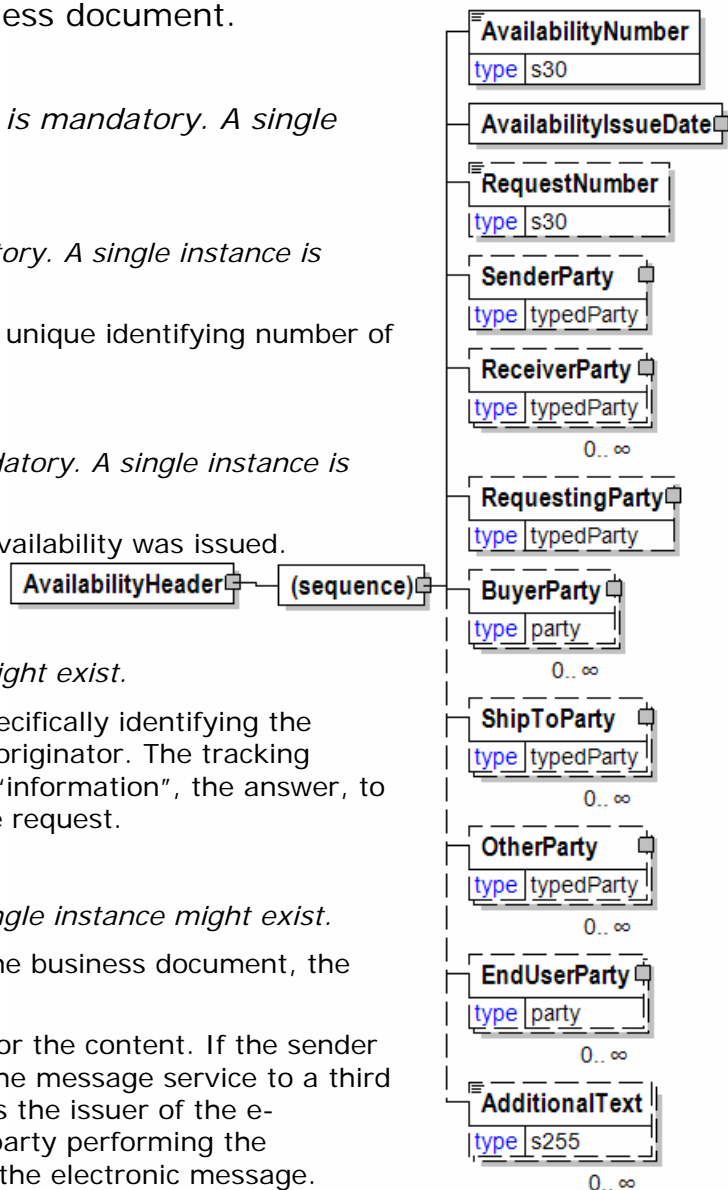 ess document.
is mandatory. A single
tory. A single instance is
unique identifying number of
datory. A single instance is
vailability was issued.
ight exist.
ecifically identifying the
originator. The tracking
"information", the answer, to
e request.
ngle instance might exist.
he business document, the
or the content. If the sender
he message service to a third
s the issuer of the e-
party performing the
the electronic message.
AvailabilityHeader
(sequence)
AvailabilityNumber
type s30
AvailabilityIssueDate
RequestNumber
type s30
SenderParty
type typedParty
ReceiverParty
type typedParty
0.. ∞
RequestingParty
type typedParty
BuyerParty
type party
0.. ∞
ShipToParty
type typedParty
0.. ∞
OtherParty
type typedParty
0.. ∞
EndUserParty
type party
0.. ∞
AdditionalText
type s255
0.. ∞